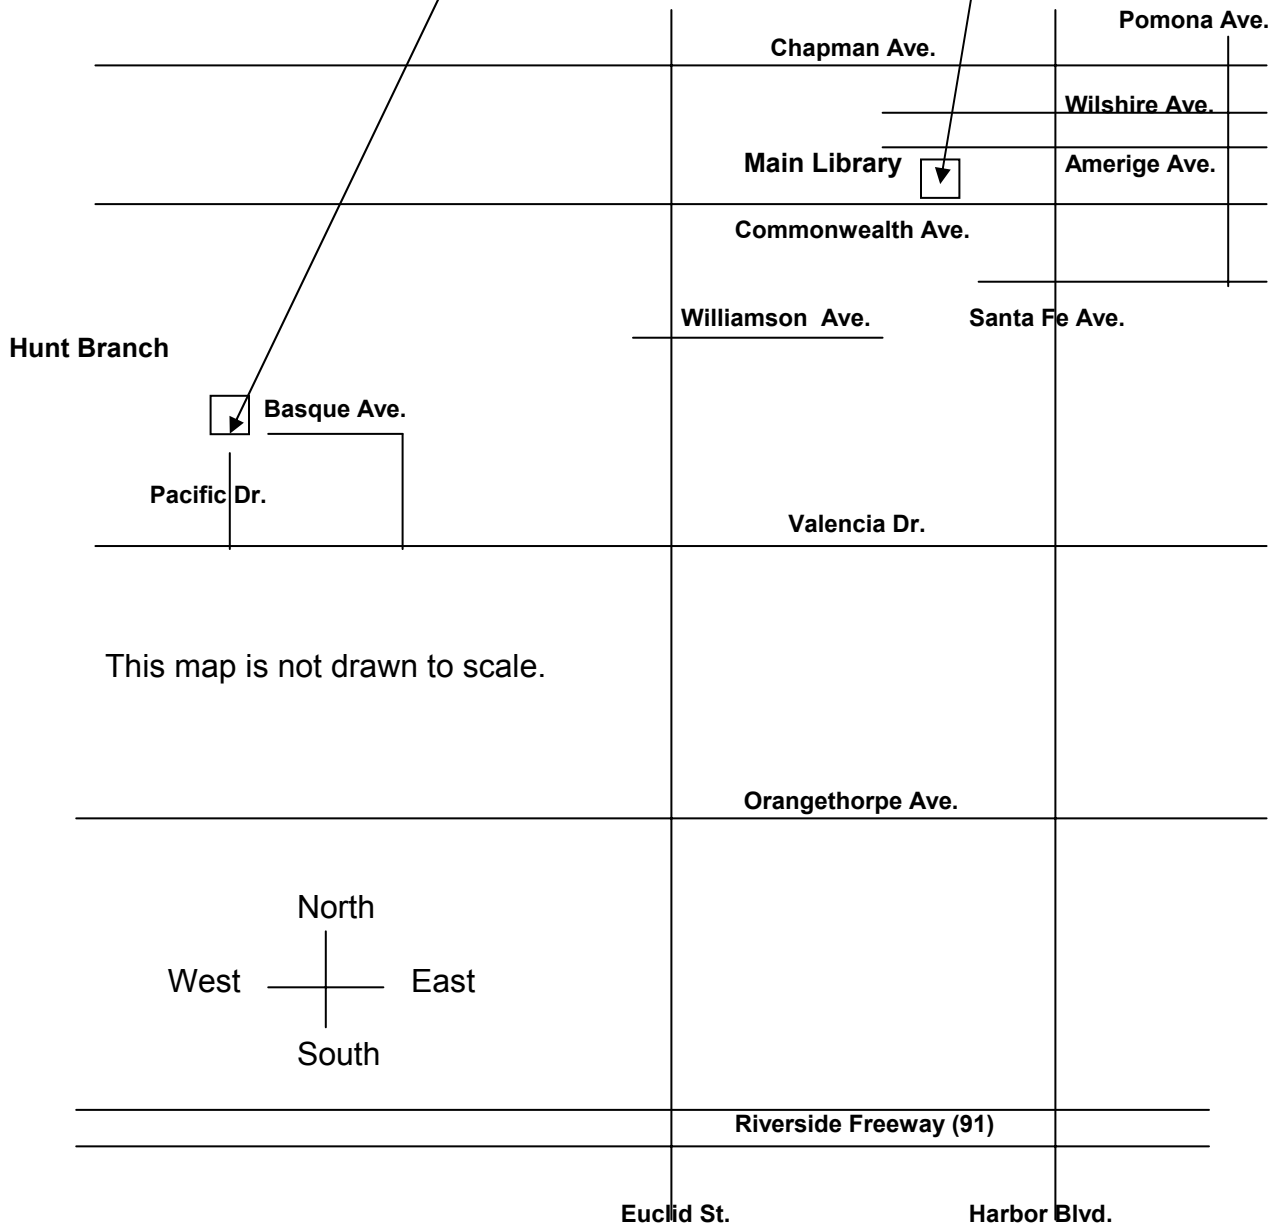 Pomona Ave.
Chapman Ave.
Wilshire Ave.
Main Library
Amerige Ave.
Commonwealth Ave.
Williamson Ave.
Santa Fe Ave.
Hunt Branch
Basque Ave.
Pacific Dr.
Valencia Dr.
This map is not drawn to scale.
Orangethorpe Ave.
North
West
East
South
Riverside Freeway (91)
Euclid St.
Harbor Blvd.